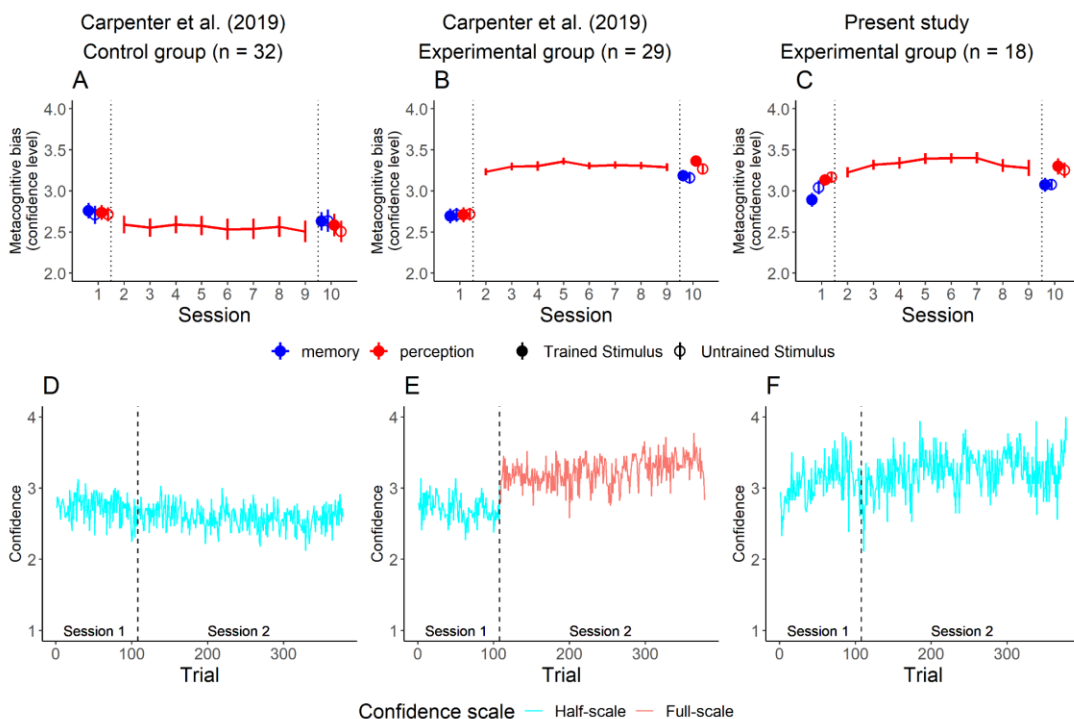 Carpenter et al. (2019)
Control group (n = 32)
Carpenter et al. (2019)
Experimental group (n = 29)
Present study
Experimental group (n = 18)
A
Metacognitive bias
(confidence level)
4.0
3.5
3.0
2.5
2.0
1 2 3 4 5 6 7 8 9 10
Session
B
Metacognitive bias
(confidence level)
4.0
3.5
3.0
2.5
2.0
1 2 3 4 5 6 7 8 9 10
Session
C
Metacognitive bias
(confidence level)
4.0
3.5
3.0
2.5
2.0
1 2 3 4 5 6 7 8 9 10
Session
memory perception Trained Stimulus Untrained Stimulus
D
Confidence
4
3
2
1
Session 1 Session 2
0 100 200 300
Trial
E
Confidence
4
3
2
1
Session 1 Session 2
0 100 200 300
Trial
F
Confidence
4
3
2
1
Session 1 Session 2
0 100 200 300
Trial
Confidence scale Half-scale Full-scale